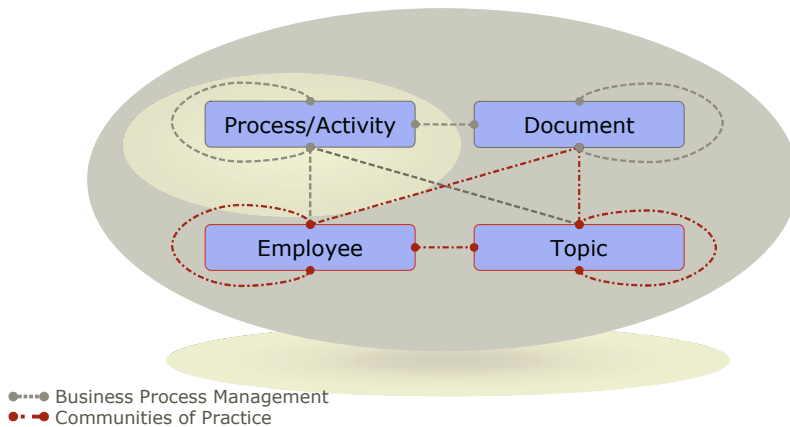 Process/Activity
Document
Employee
Topic
Business Process Management
Communities of Practice